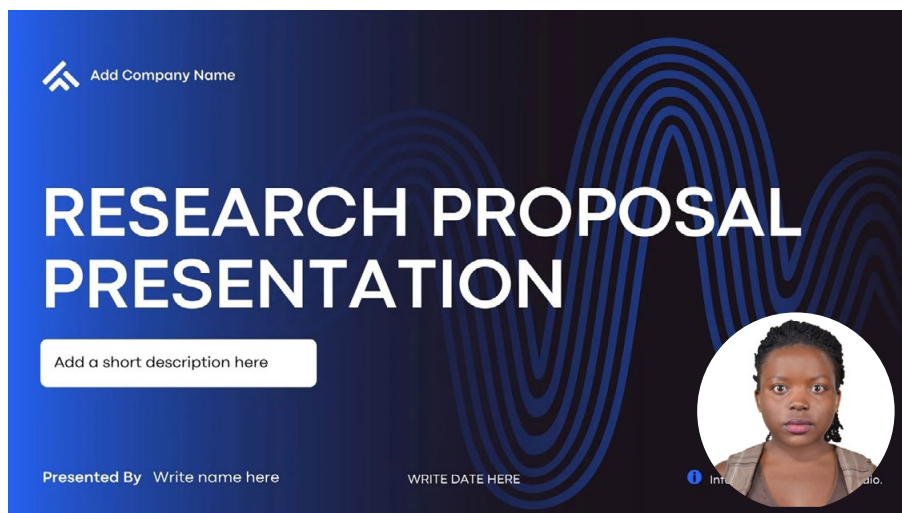 Add Company Name
RESEARCH PROPOSAL
PRESENTATION
Add a short description here
Presented By Write name here
WRITE DATE HERE